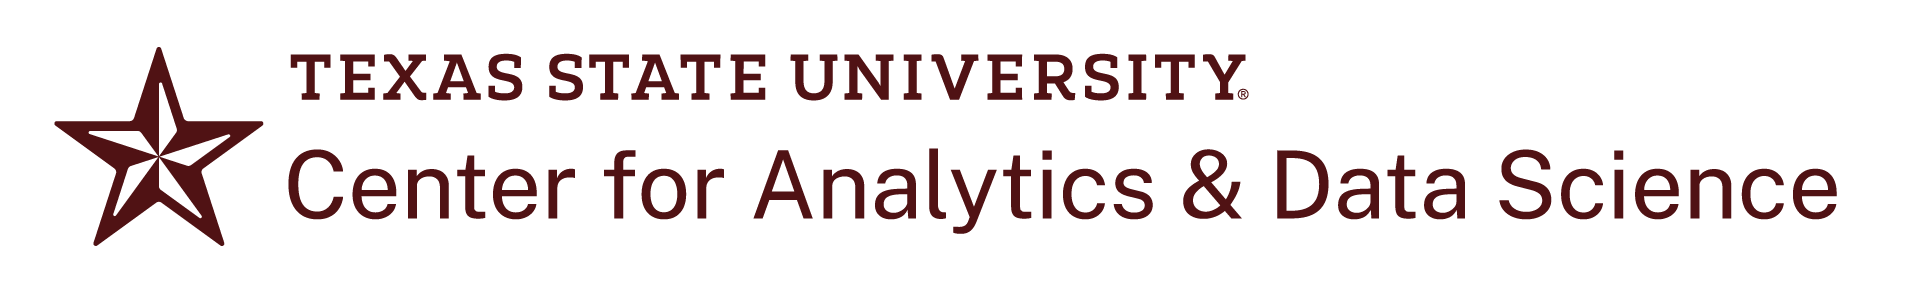 TEXAS STATE UNIVERSITY®
Center for Analytics & Data Science